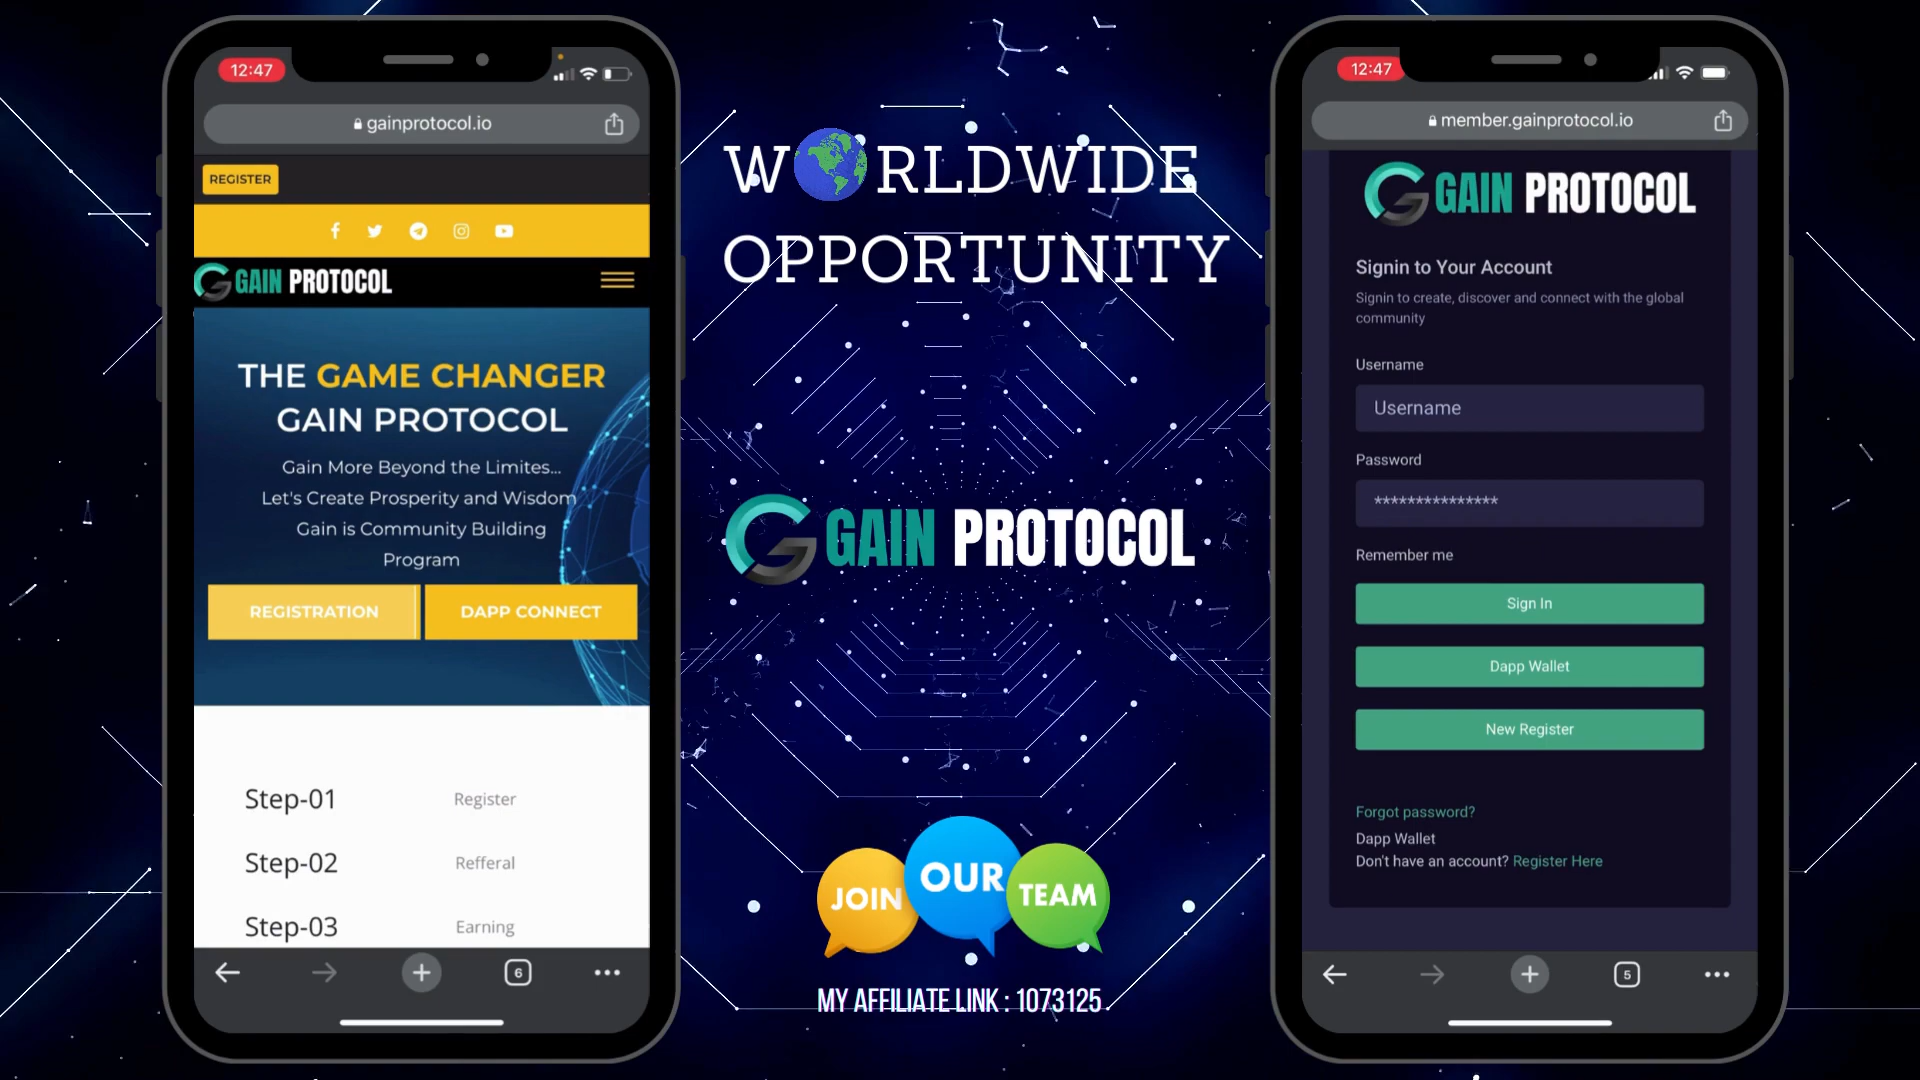 12:47
gainprotocol.io
REGISTER
GAIN PROTOCOL
THE GAME CHANGER
GAIN PROTOCOL
Gain More Beyond the Limites...
Let's Create Prosperity and Wisdom
Gain is Community Building
Program
REGISTRATION
DAPP CONNECT
Step-01 Register
Step-02 Refferal
Step-03 Earning
6
WORLDWIDE
OPPORTUNITY
GAIN PROTOCOL
JOIN OUR TEAM
MY AFFILIATE LINK : 1073125
12:47
member.gainprotocol.io
GAIN PROTOCOL
Signin to Your Account
Signin to create, discover and connect with the global
community
Username
Username
Password
***************
Remember me
Sign In
Dapp Wallet
New Register
Forgot password?
Dapp Wallet
Don't have an account? Register Here
5